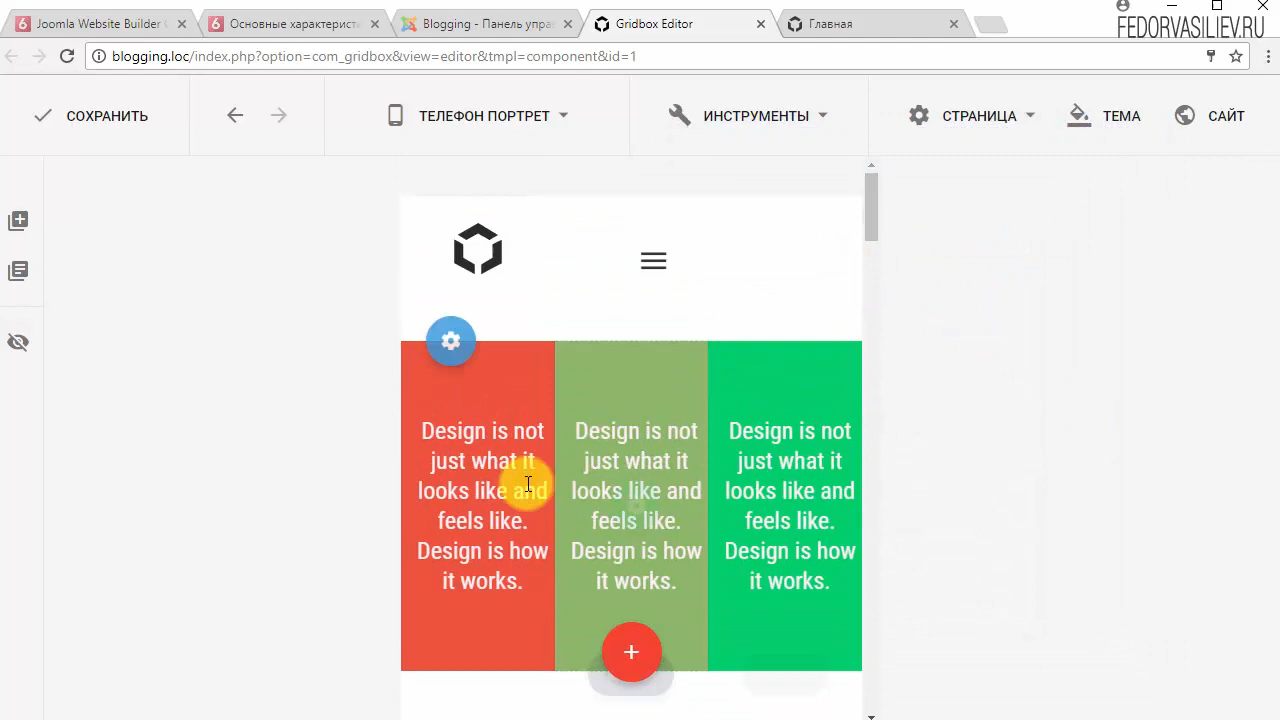 Joomla Website Builder
Основные характерист
Blogging - Панель упра
Gridbox Editor
Главная
FEDORVASILIEV.RU
blogging.loc/index.php?option=com_gridbox&view=editor&tmpl=component&id=1
СОХРАНИТЬ
ТЕЛЕФОН ПОРТРЕТ
ИНСТРУМЕНТЫ
СТРАНИЦА
ТЕМА
САЙТ
Design is not
just what it
looks like and
feels like.
Design is how
it works.
Design is not
just what it
looks like and
feels like.
Design is how
it works.
Design is not
just what it
looks like and
feels like.
Design is how
it works.